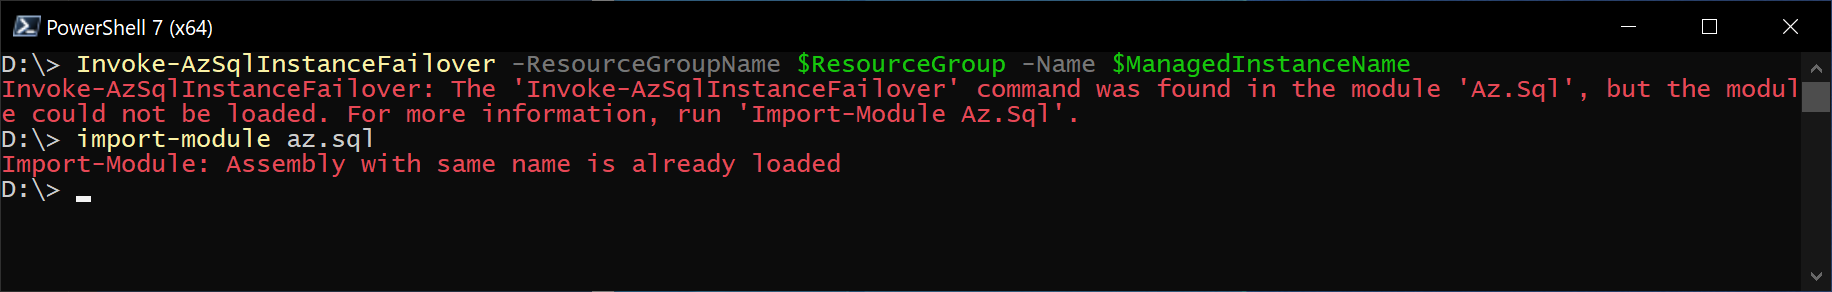 PowerShell 7 (x64)
D:\> Invoke-AzSqlInstanceFailover -ResourceGroupName $ResourceGroup -Name $ManagedInstanceName
Invoke-AzSqlInstanceFailover: The 'Invoke-AzSqlInstanceFailover' command was found in the module 'Az.Sql', but the modul
e could not be loaded. For more information, run 'Import-Module Az.Sql'.
D:\> import-module az.sql
Import-Module: Assembly with same name is already loaded
D:\>